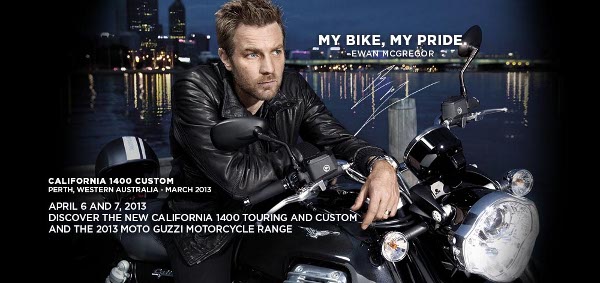 MY BIKE, MY PRIDE
-EWAN MCGREGOR
CALIFORNIA 1400 CUSTOM
PERTH, WESTERN AUSTRALIA - MARCH 2013
APRIL 6 AND 7, 2013
DISCOVER THE NEW CALIFORNIA 1400 TOURING AND CUSTOM
AND THE 2013 MOTO GUZZI MOTORCYCLE RANGE